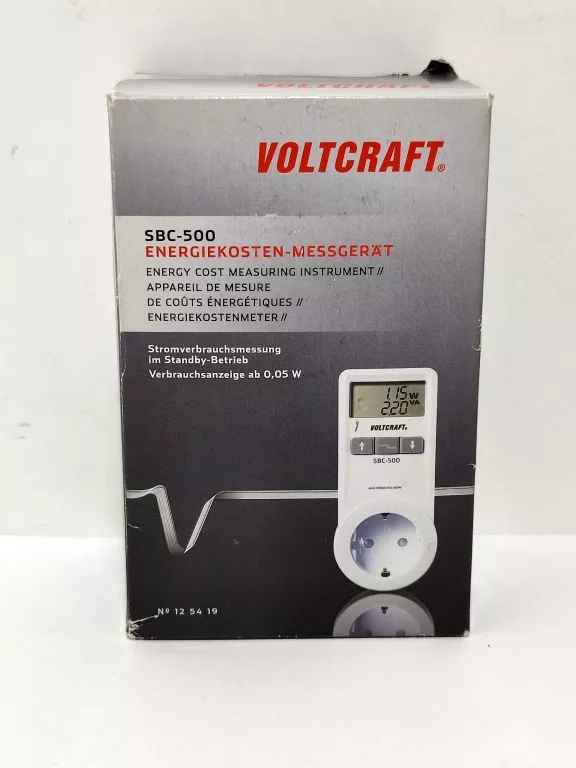 VOLTCRAFT
VOLTCRAFT®
SBC-500
ENERGIEKOSTEN-MESSGERÄT
ENERGY COST MEASURING INSTRUMENT //
APPAREIL DE MESURE
DE COÛTS ÉNERGÉTIQUES //
ENERGIEKOSTENMETER //
Stromverbrauchsmessung
im Standby-Betrieb
Verbrauchsanzeige ab 0,05 W
1.15 W
2.20 VA
VOLTCRAFT®
SBC-500
Nº 12 54 19